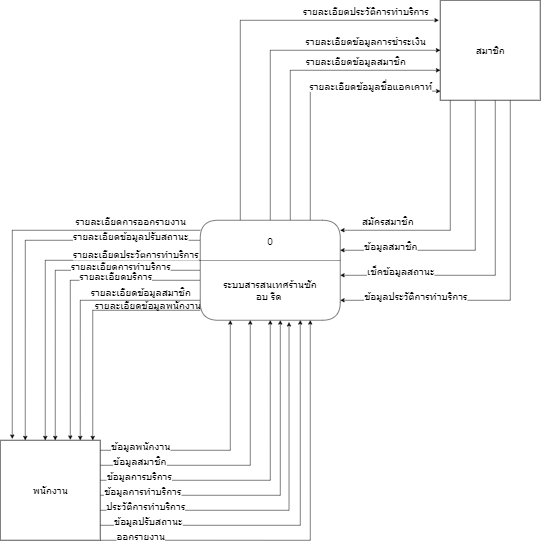 รายละเอียดประวัติการทำบริการ
รายละเอียดข้อมูลการชำระเงิน
รายละเอียดข้อมูลสมาชิก
รายละเอียดข้อมูลชื่อแอคเคาท์
สมาชิก
สมัครสมาชิก
ข้อมูลสมาชิก
เช็คข้อมูลสถานะ
ข้อมูลประวัติการทำบริการ
0
ระบบสารสนเทศร้านซัก
อบ รีด
รายละเอียดการออกรายงาน
รายละเอียดข้อมูลปรับสถานะ
รายละเอียดประวัตการทำบริการ
รายละเอียดการทำบริการ
รายละเอียดบริการ
รายละเอียดข้อมูลสมาชิก
รายละเอียดข้อมูลพนักงาน
พนักงาน
ข้อมูลพนักงาน
ข้อมูลสมาชิก
ข้อมูลการบริการ
ข้อมูลการทำบริการ
ประวัติการทำบริการ
ข้อมูลปรับสถานะ
ออกรายงาน